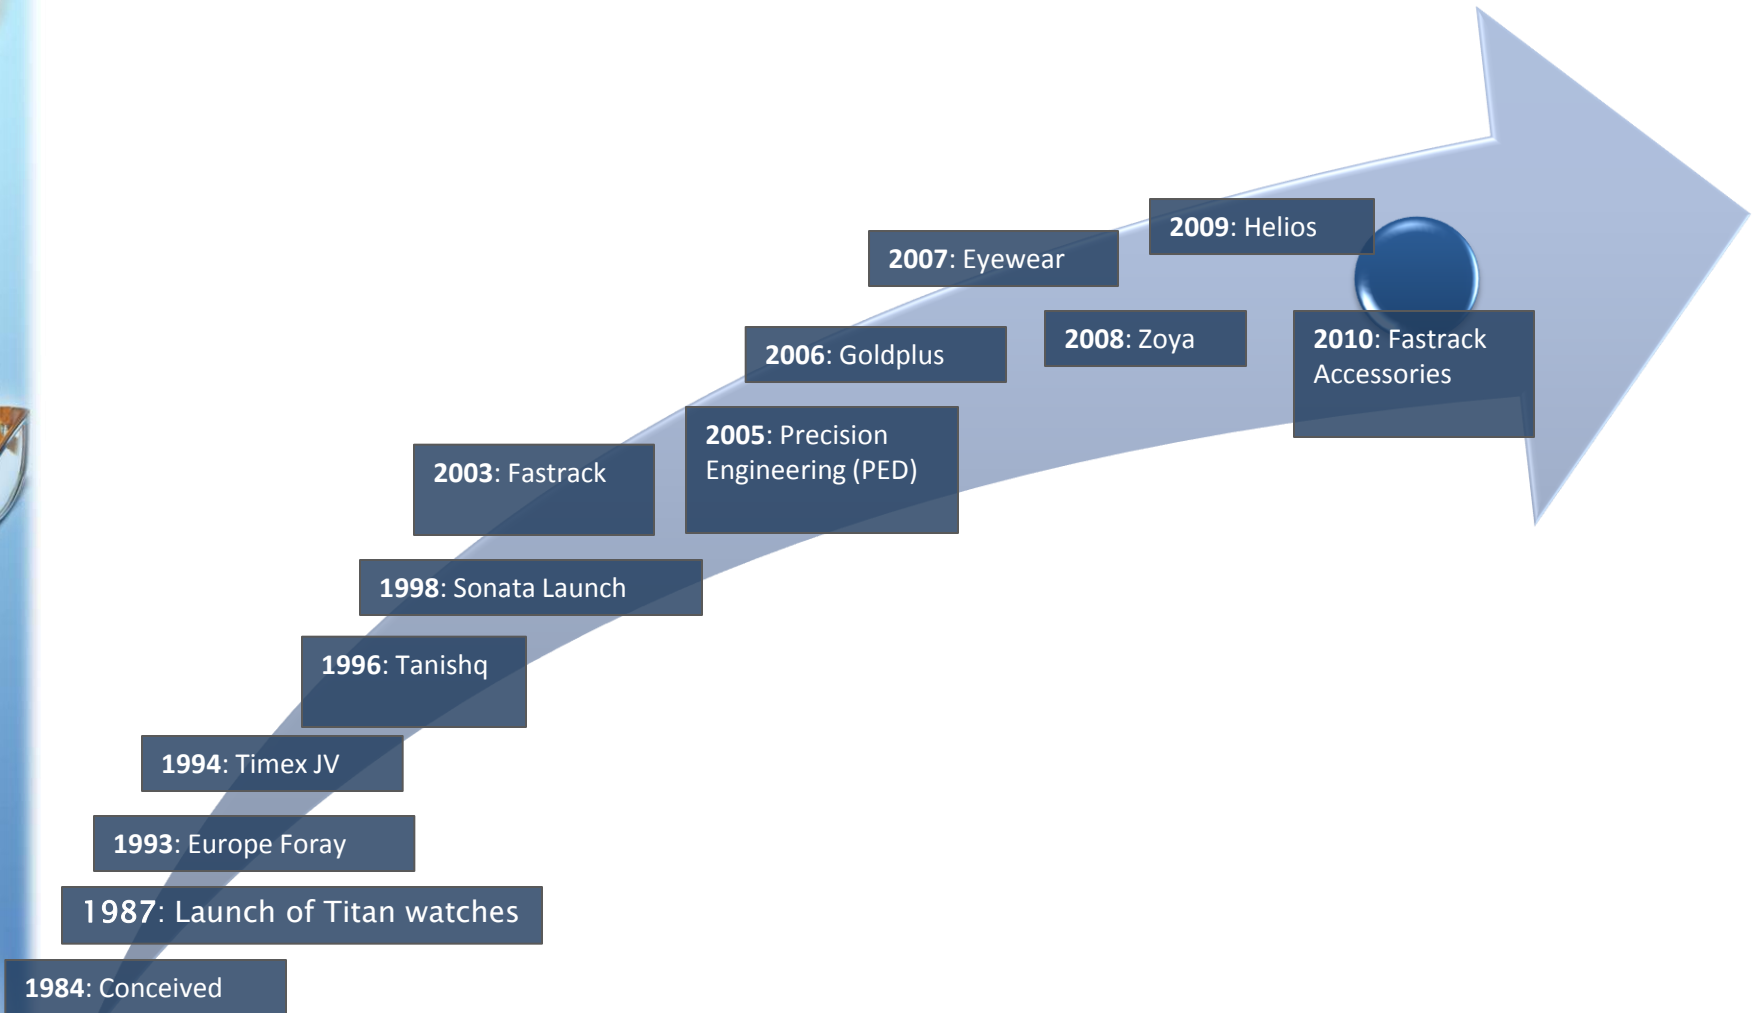 2009: Helios
2007: Eyewear
2008: Zoya
2010: Fastrack
Accessories
2006: Goldplus
2005: Precision
Engineering (PED)
2003: Fastrack
1998: Sonata Launch
1996: Tanishq
1994: Timex JV
1993: Europe Foray
1987: Launch of Titan watches
1984: Conceived